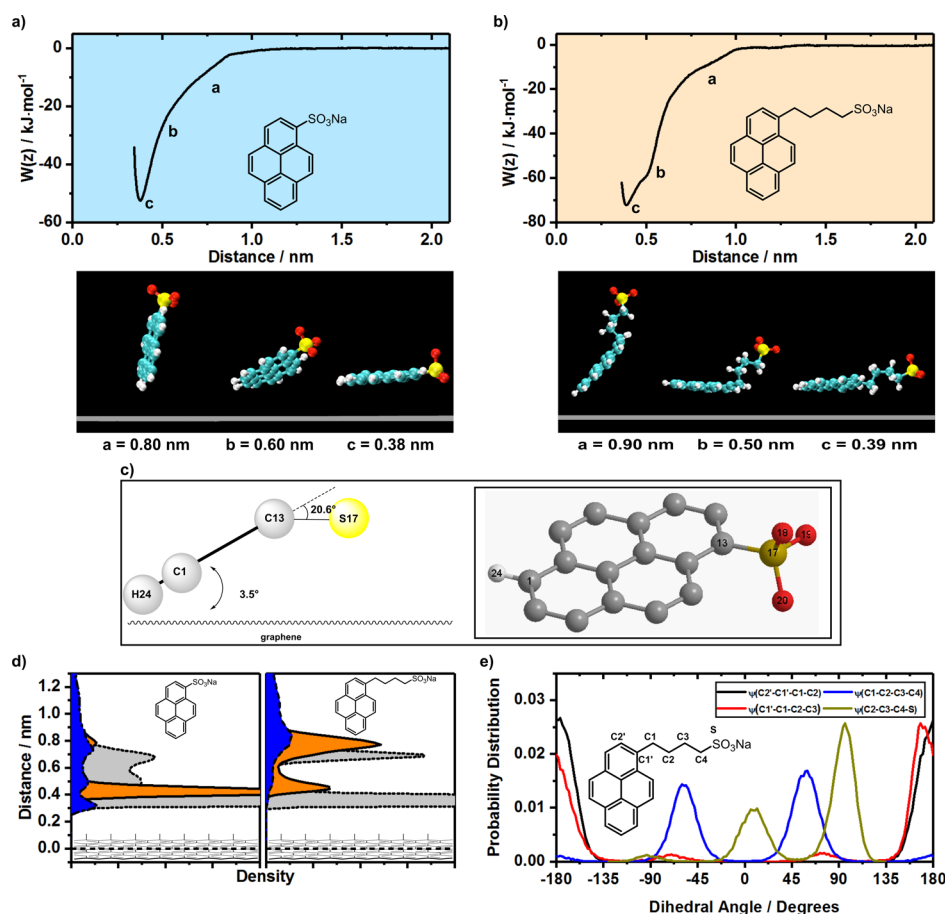 a)
0
-20
-40
-60
W(z) / kJ·mol⁻¹
a
b
c
SO₃Na
0.0 0.5 1.0 1.5 2.0
Distance / nm
a = 0.80 nm b = 0.60 nm c = 0.38 nm
b)
0
-20
-40
-60
-80
W(z) / kJ·mol⁻¹
a
b
c
SO₃Na
0.0 0.5 1.0 1.5 2.0
Distance / nm
a = 0.90 nm b = 0.50 nm c = 0.39 nm
c)
C13
20.6°
S17
C1
H24
3.5°
graphene
24
1
13
18
19
17
20
d)
1.2
1.0
0.8
0.6
0.4
0.2
0.0
Distance (nm)
SO₃Na
SO₃Na
Density
e)
0.03
0.02
0.01
0.00
Probability Distribution
ψ(C2'-C1'-C1-C2)
ψ(C1-C2-C3-C4)
ψ(C1'-C1-C2-C3)
ψ(C2-C3-C4-S)
C2'
C1
C3
S
SO₃Na
C1'
C2
C4
-180 -135 -90 -45 0 45 90 135 180
Dihedral Angle / Degrees